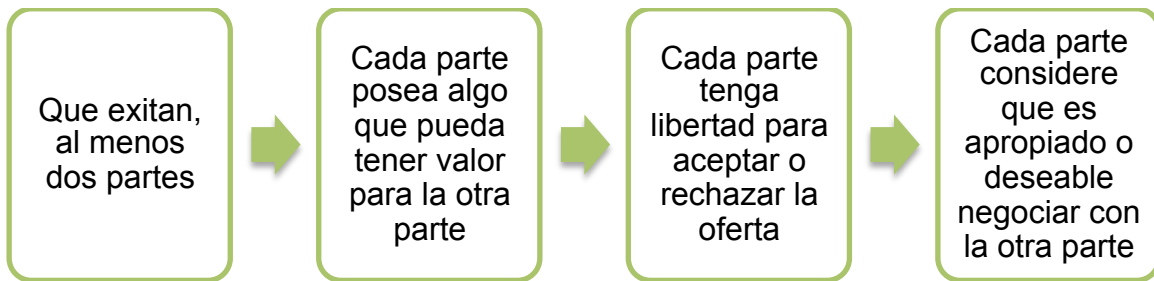 Que exitan,
al menos
dos partes
Cada parte
posea algo
que pueda
tener valor
para la otra
parte
Cada parte
tenga
libertad para
aceptar o
rechazar la
oferta
Cada parte
considere
que es
apropiado o
deseable
negociar con
la otra parte